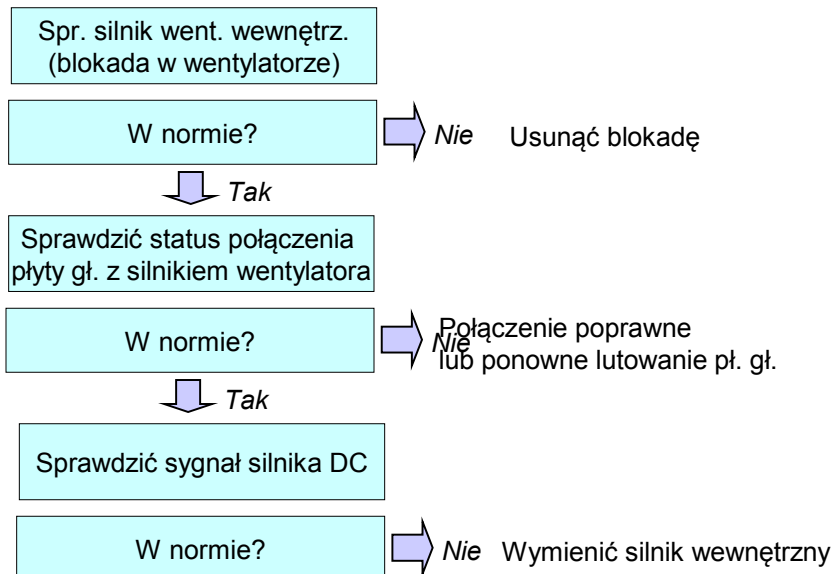 Spr. silnik went. wewnętrz.
(blokada w wentylatorze)
W normie?
Nie
Usunąć blokadę
Tak
Sprawdzić status połączenia
płyty gł. z silnikiem wentylatora
W normie?
Nie
Połączenie poprawne
lub ponowne lutowanie pł. gł.
Tak
Sprawdzić sygnał silnika DC
W normie?
Nie
Wymienić silnik wewnętrzny